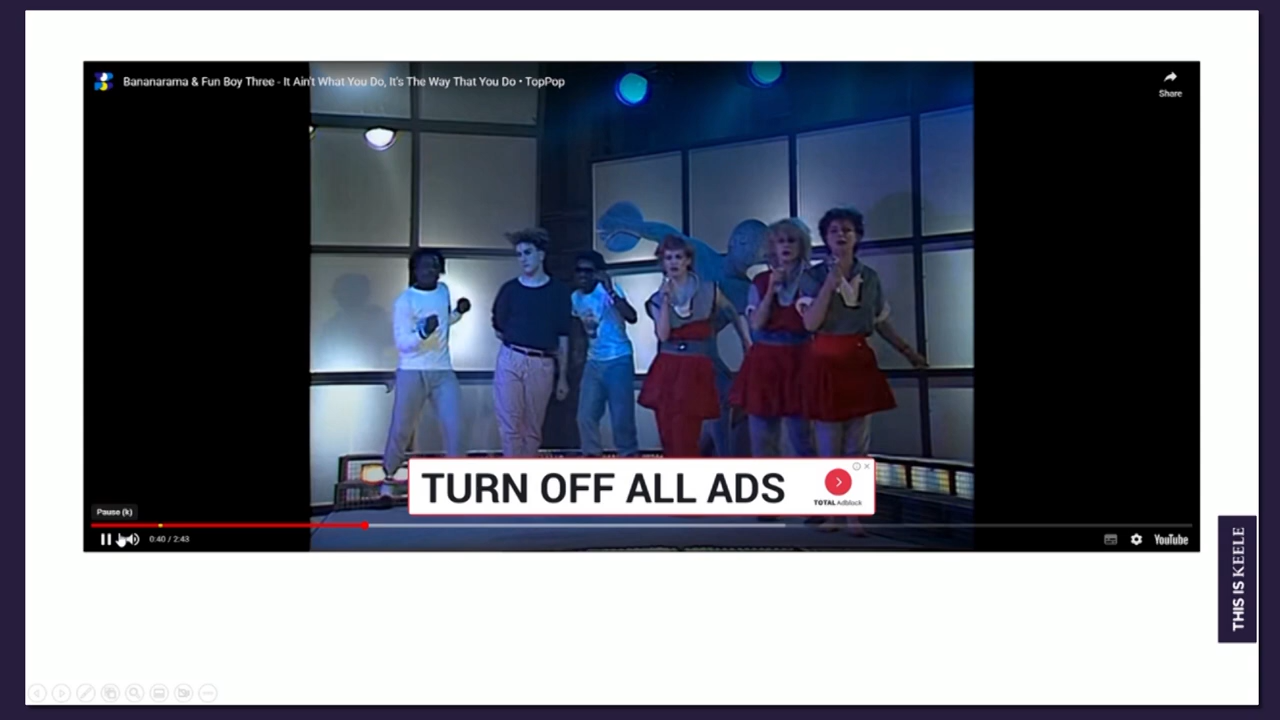 Bananarama & Fun Boy Three - It Ain't What You Do, It's The Way That You Do • TopPop
Share
TURN OFF ALL ADS
TOTAL Adblock
Pause (k)
0:40 / 2:43
YouTube
THIS IS KEELE